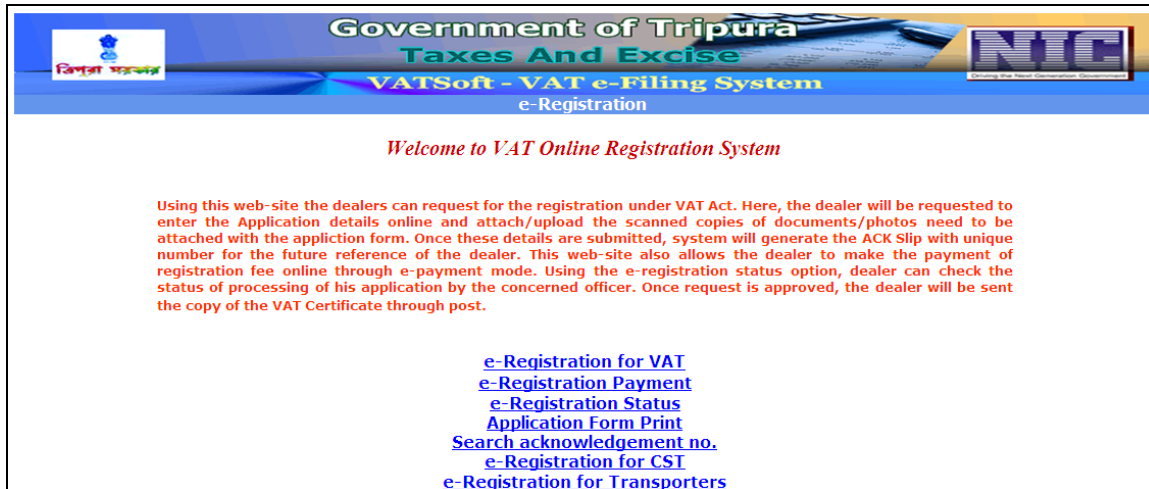 Government of Tripura
Taxes And Excise
ত্রিপুরা সরকার
NIC
Driving the Next Generation Government
VATSoft - VAT e-Filing System
e-Registration
Welcome to VAT Online Registration System
Using this web-site the dealers can request for the registration under VAT Act. Here, the dealer will be requested to
enter the Application details online and attach/upload the scanned copies of documents/photos need to be
attached with the appliction form. Once these details are submitted, system will generate the ACK Slip with unique
number for the future reference of the dealer. This web-site also allows the dealer to make the payment of
registration fee online through e-payment mode. Using the e-registration status option, dealer can check the
status of processing of his application by the concerned officer. Once request is approved, the dealer will be sent
the copy of the VAT Certificate through post.
e-Registration for VAT
e-Registration Payment
e-Registration Status
Application Form Print
Search acknowledgement no.
e-Registration for CST
e-Registration for Transporters